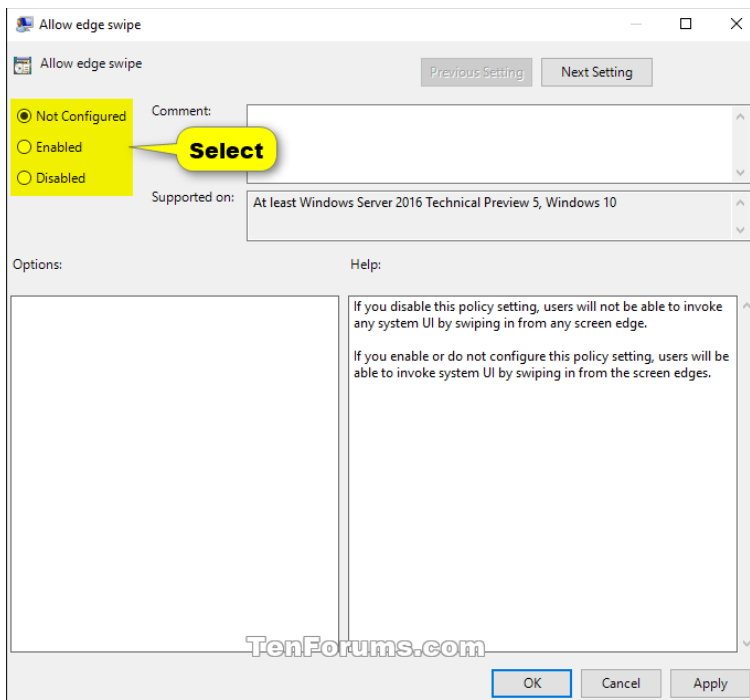 Allow edge swipe
Allow edge swipe
Previous Setting
Next Setting
Not Configured
Enabled
Disabled
Select
Comment:
Supported on:
At least Windows Server 2016 Technical Preview 5, Windows 10
Options:
Help:
If you disable this policy setting, users will not be able to invoke
any system UI by swiping in from any screen edge.
If you enable or do not configure this policy setting, users will be
able to invoke system UI by swiping in from the screen edges.
TenForums.com
OK
Cancel
Apply